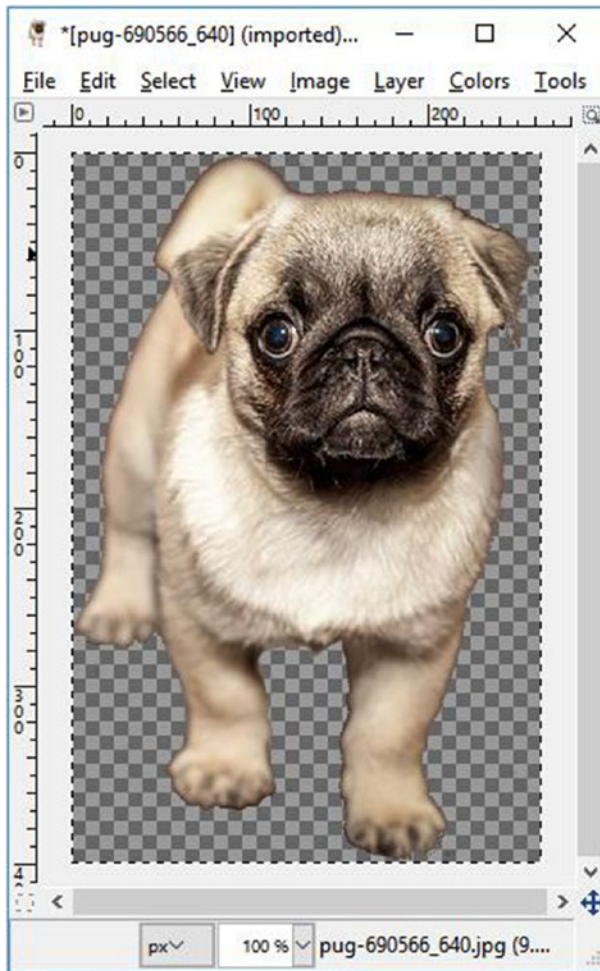 *[pug-690566_640] (imported)...
File Edit Select View Image Layer Colors Tools
0 100 200
0
100
200
300
4
px 100 % pug-690566_640.jpg (9....